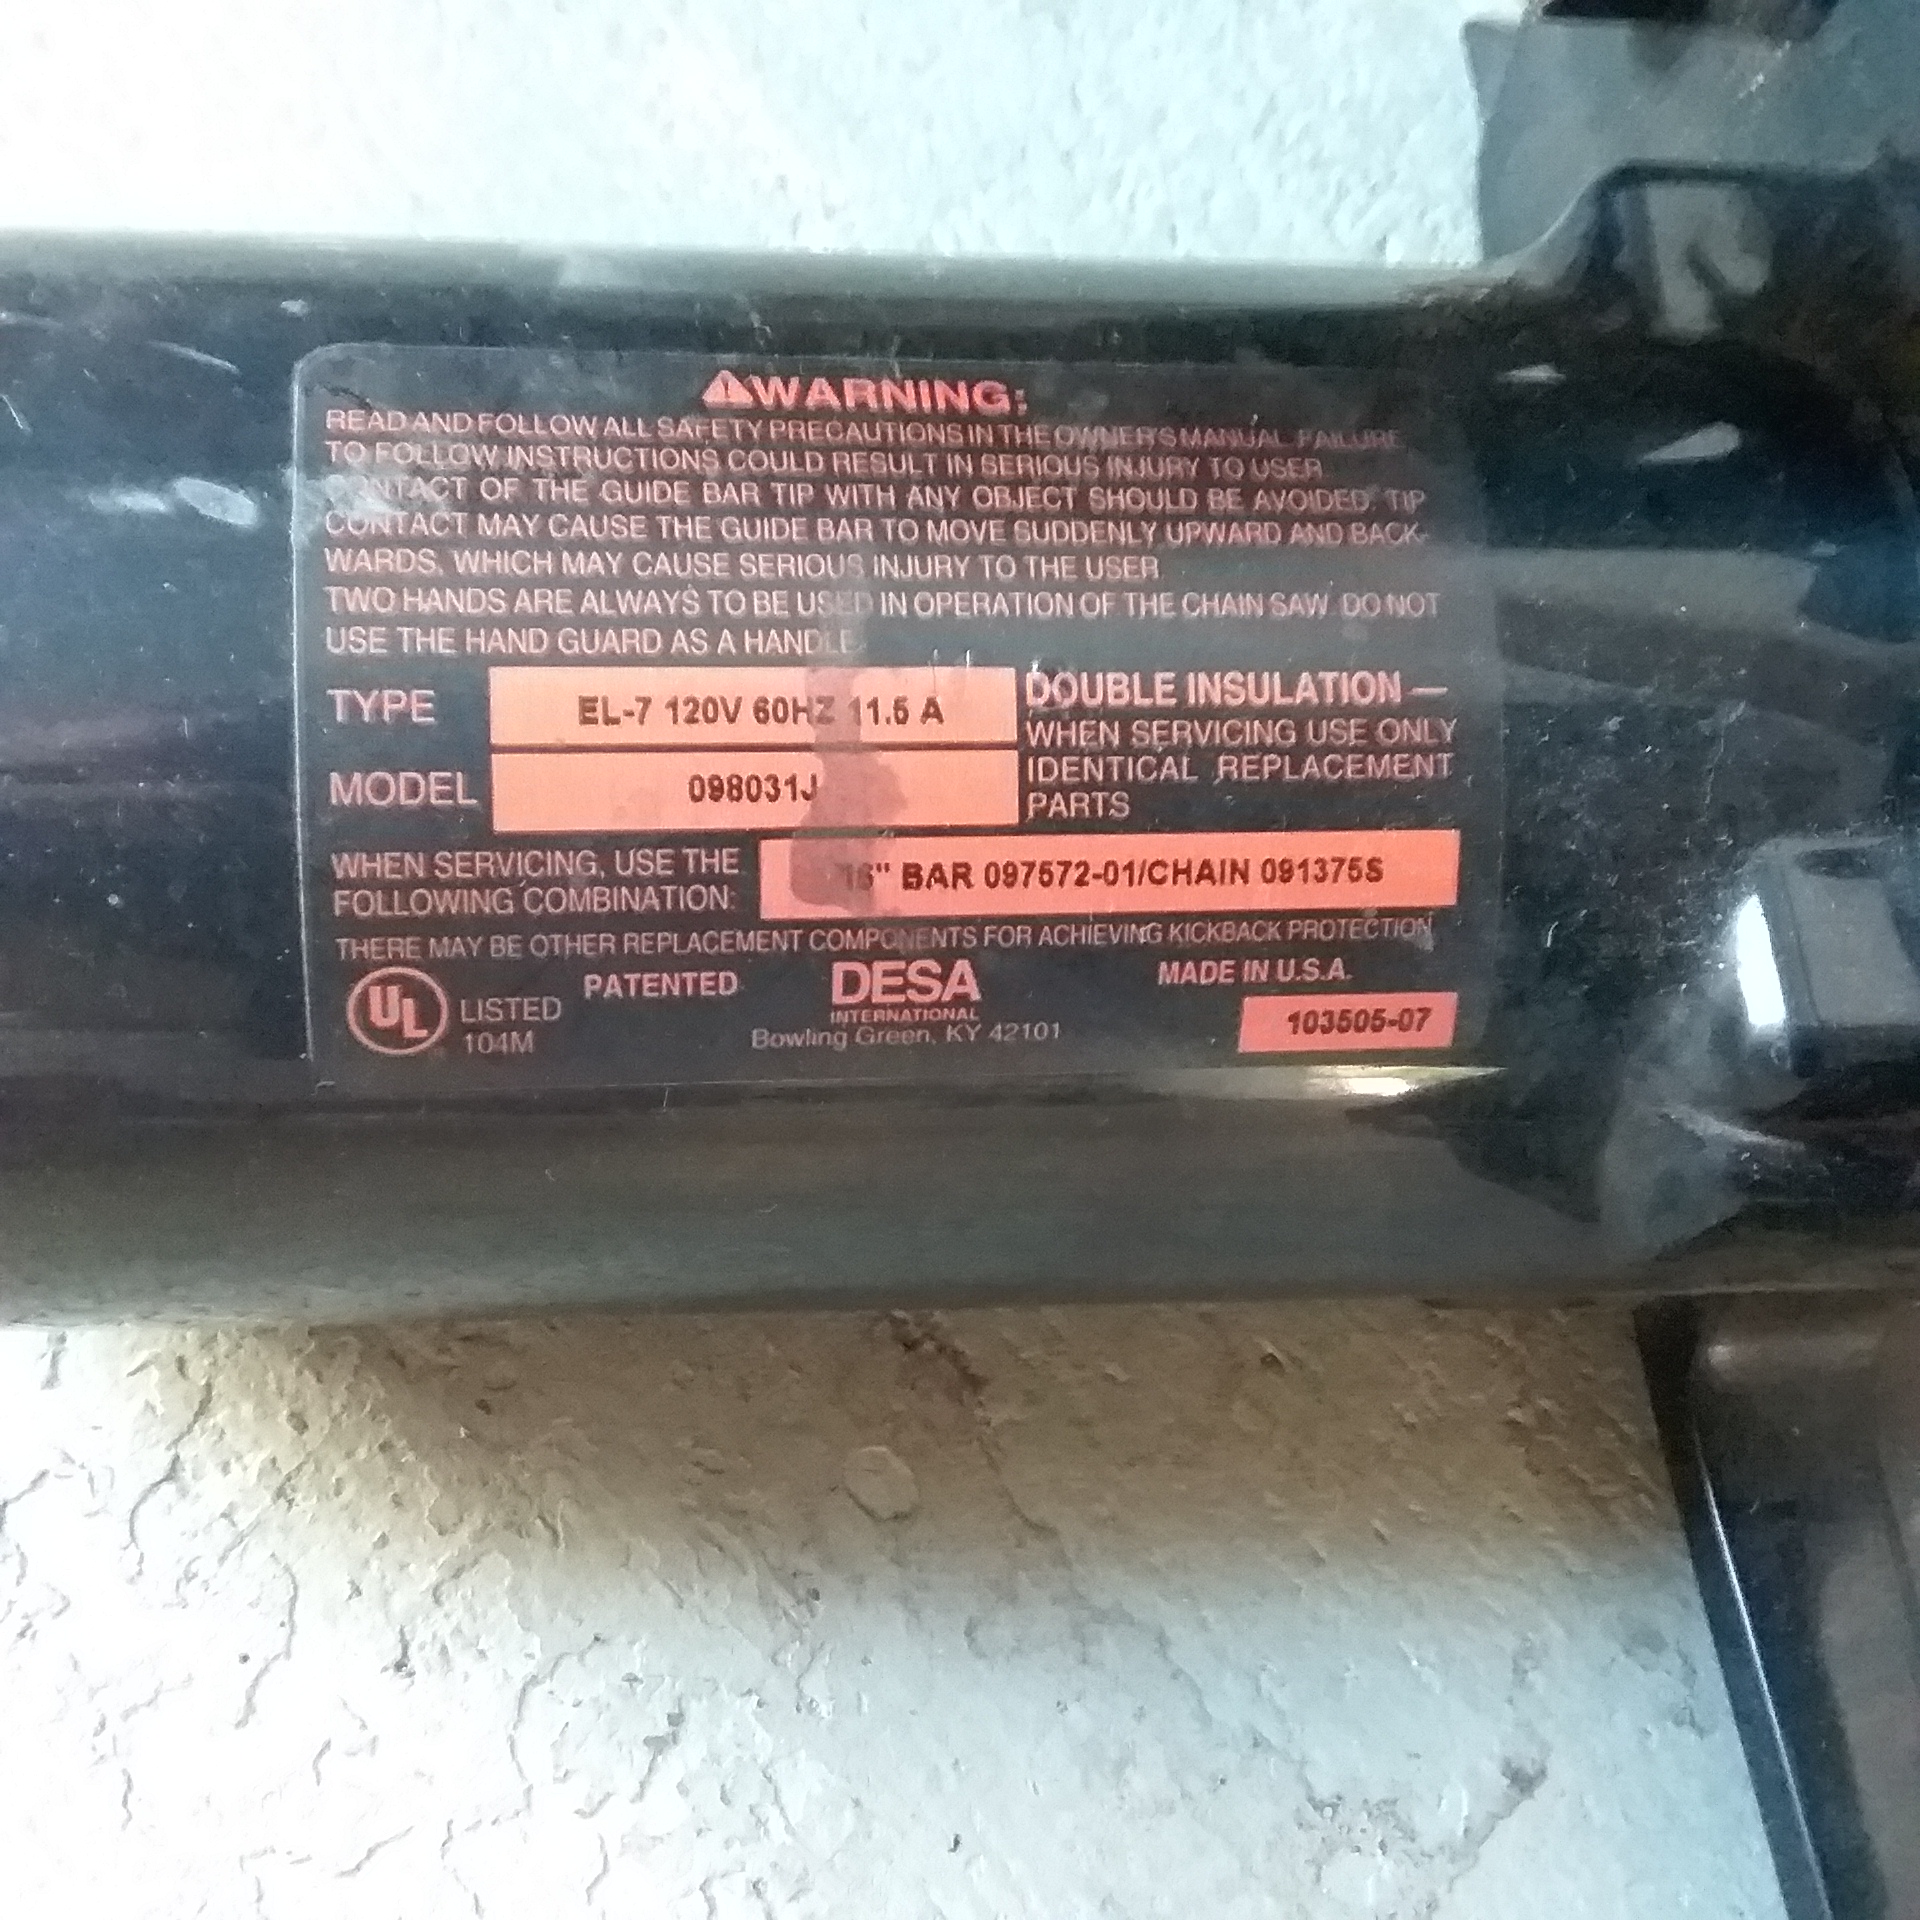 WARNING:
READ AND FOLLOW ALL SAFETY PRECAUTIONS IN THE OWNER'S MANUAL. FAILURE
TO FOLLOW INSTRUCTIONS COULD RESULT IN SERIOUS INJURY TO USER.
CONTACT OF THE GUIDE BAR TIP WITH ANY OBJECT SHOULD BE AVOIDED. TIP
CONTACT MAY CAUSE THE GUIDE BAR TO MOVE SUDDENLY UPWARD AND BACK-
WARDS, WHICH MAY CAUSE SERIOUS INJURY TO THE USER.
TWO HANDS ARE ALWAYS TO BE USED IN OPERATION OF THE CHAIN SAW. DO NOT
USE THE HAND GUARD AS A HANDLE.
TYPE EL-7 120V 60HZ 11.5 A
MODEL 098031J
DOUBLE INSULATION —
WHEN SERVICING USE ONLY
IDENTICAL REPLACEMENT
PARTS
WHEN SERVICING, USE THE
FOLLOWING COMBINATION:
16" BAR 097572-01/CHAIN 091375S
THERE MAY BE OTHER REPLACEMENT COMPONENTS FOR ACHIEVING KICKBACK PROTECTION
UL LISTED
104M
PATENTED
DESA
INTERNATIONAL
Bowling Green, KY 42101
MADE IN U.S.A.
103505-07